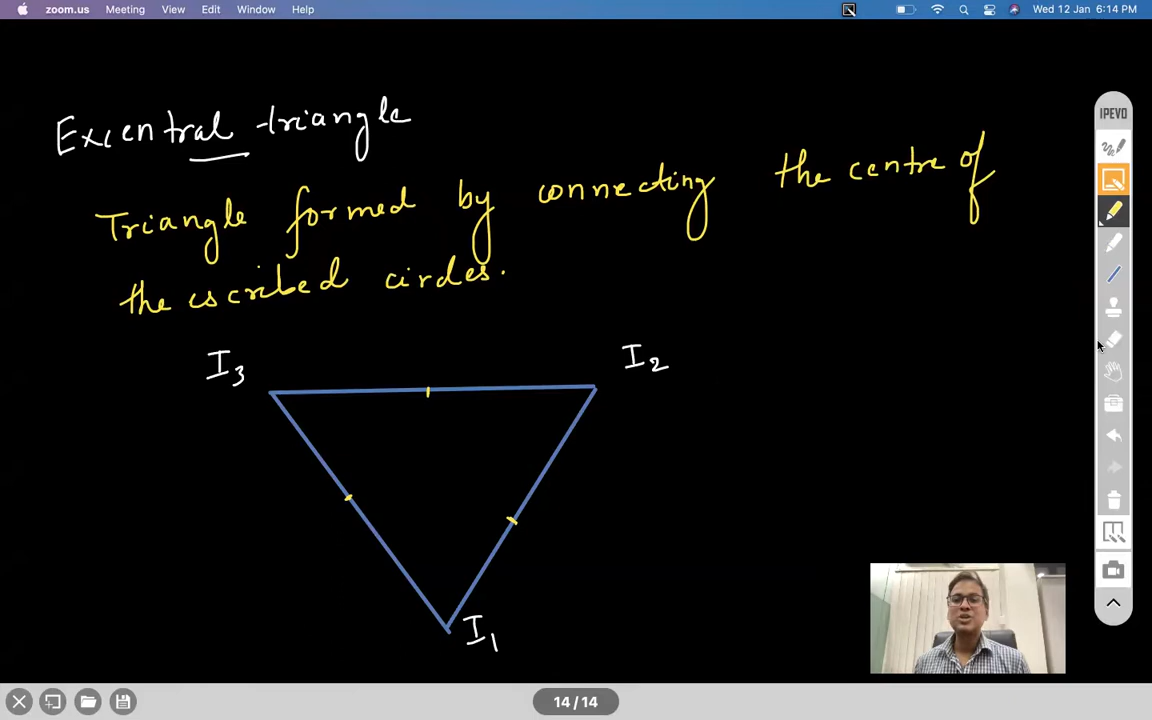 zoom.us Meeting View Edit Window Help Wed 12 Jan 6:14 PM
Excentral triangle
IPEVO
Triangle formed by connecting the centre of
the escribed circles.
I3 I2
I1
14 / 14